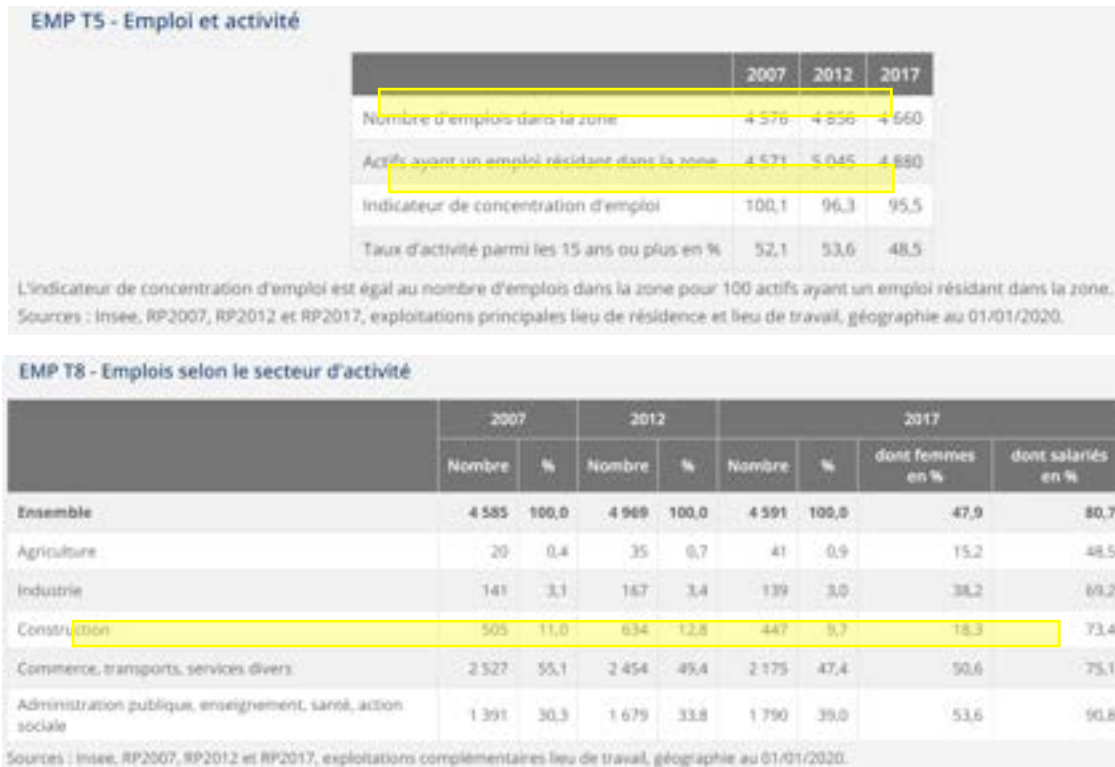 EMP T5 - Emploi et activité
2007 2012 2017
Nombre d'emplois dans la zone 4 576 4 856 4 660
Actifs ayant un emploi résidant dans la zone 4 571 5 045 4 880
Indicateur de concentration d'emploi 100,1 96,3 95,5
Taux d'activité parmi les 15 ans ou plus en % 52,1 53,6 48,5
L'indicateur de concentration d'emploi est égal au nombre d'emplois dans la zone pour 100 actifs ayant un emploi résidant dans la zone.
Sources : Insee, RP2007, RP2012 et RP2017, exploitations principales lieu de résidence et lieu de travail, géographie au 01/01/2020.
EMP T8 - Emplois selon le secteur d'activité
2007 2012 2017
Nombre % Nombre % Nombre % dont femmes en % dont salariés en %
Ensemble 4 585 100,0 4 969 100,0 4 591 100,0 47,9 80,7
Agriculture 20 0,4 35 0,7 41 0,9 15,2 48,5
Industrie 141 3,1 167 3,4 139 3,0 38,2 69,2
Construction 505 11,0 634 12,8 447 9,7 18,3 73,4
Commerce, transports, services divers 2 527 55,1 2 454 49,4 2 175 47,4 50,6 75,1
Administration publique, enseignement, santé, action
sociale 1 391 30,3 1 679 33,8 1 790 39,0 53,6 90,8
Sources : Insee, RP2007, RP2012 et RP2017, exploitations complémentaires lieu de travail, géographie au 01/01/2020.